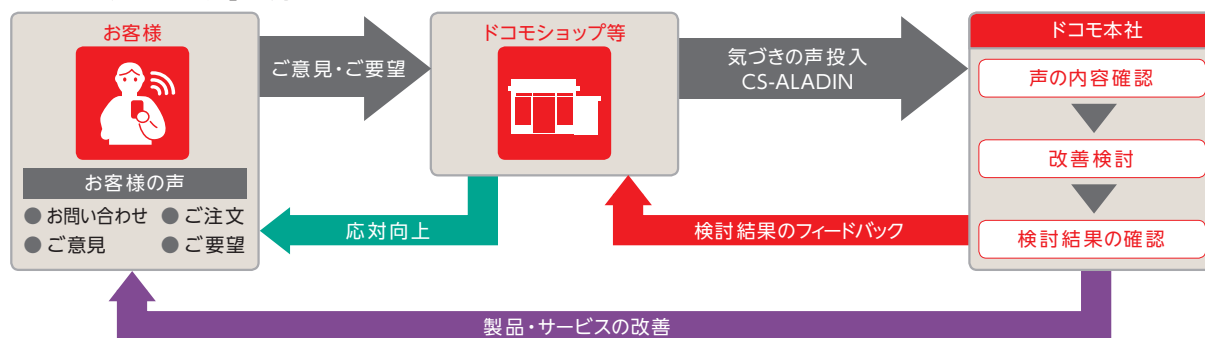 お客様
お客様の声
●お問い合わせ ●ご注文
●ご意見 ●ご要望
ご意見・ご要望
ドコモショップ等
気づきの声投入
CS-ALADIN
ドコモ本社
声の内容確認
改善検討
検討結果の確認
検討結果のフィードバック
応対向上
製品・サービスの改善